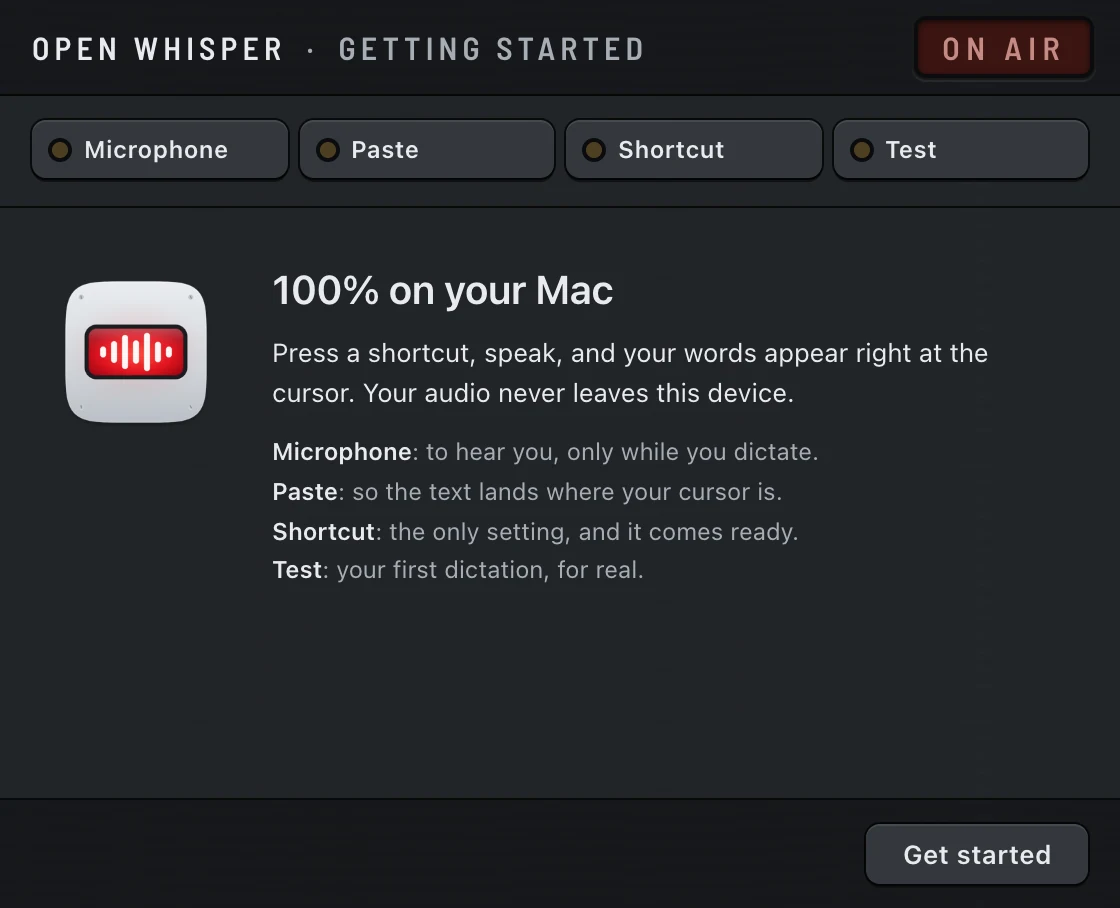 OPEN WHISPER · GETTING STARTED
ON AIR
Microphone
Paste
Shortcut
Test
100% on your Mac
Press a shortcut, speak, and your words appear right at the
cursor. Your audio never leaves this device.
Microphone: to hear you, only while you dictate.
Paste: so the text lands where your cursor is.
Shortcut: the only setting, and it comes ready.
Test: your first dictation, for real.
Get started